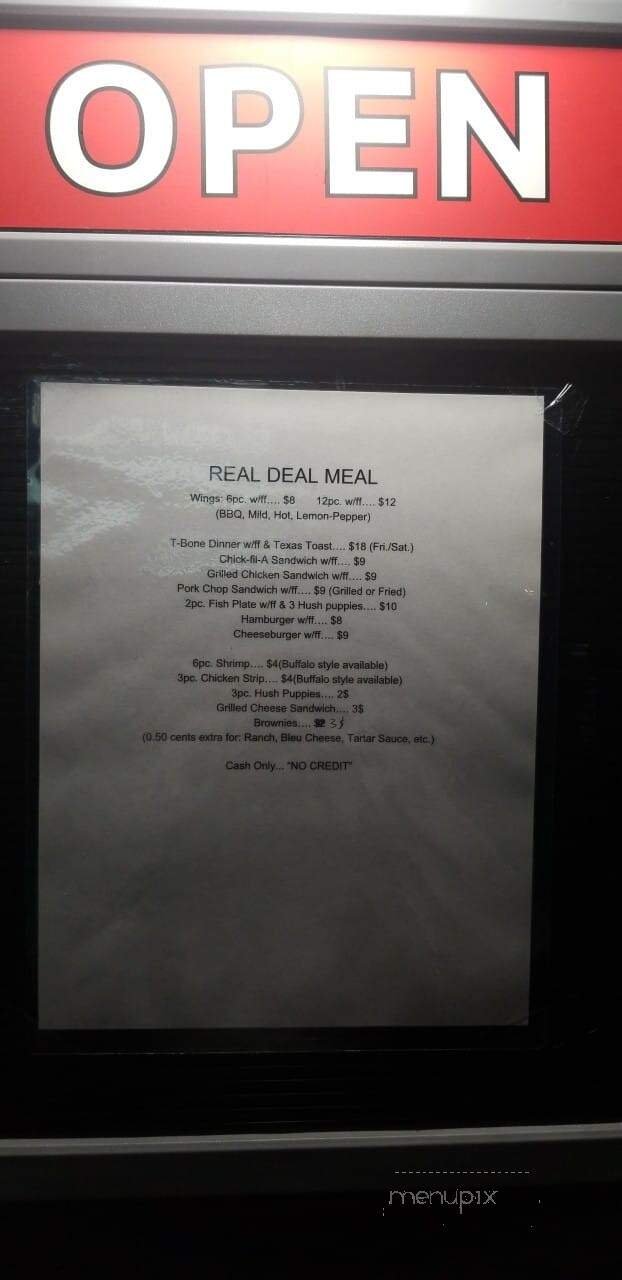 OPEN
REAL DEAL MEAL
Wings: 6pc. w/ff.... $8 12pc. w/ff.... $12
(BBQ, Mild, Hot, Lemon-Pepper)
T-Bone Dinner w/ff & Texas Toast.... $18 (Fri./Sat.)
Chick-fil-A Sandwich w/ff.... $9
Grilled Chicken Sandwich w/ff.... $9
Pork Chop Sandwich w/ff.... $9 (Grilled or Fried)
2pc. Fish Plate w/ff & 3 Hush puppies.... $10
Hamburger w/ff.... $8
Cheeseburger w/ff.... $9
6pc. Shrimp.... $4(Buffalo style available)
3pc. Chicken Strip.... $4(Buffalo style available)
3pc. Hush Puppies.... 2$
Grilled Cheese Sandwich.... 3$
Brownies.... $2 3$
(0.50 cents extra for: Ranch, Bleu Cheese, Tartar Sauce, etc.)
Cash Only... "NO CREDIT"
menupix